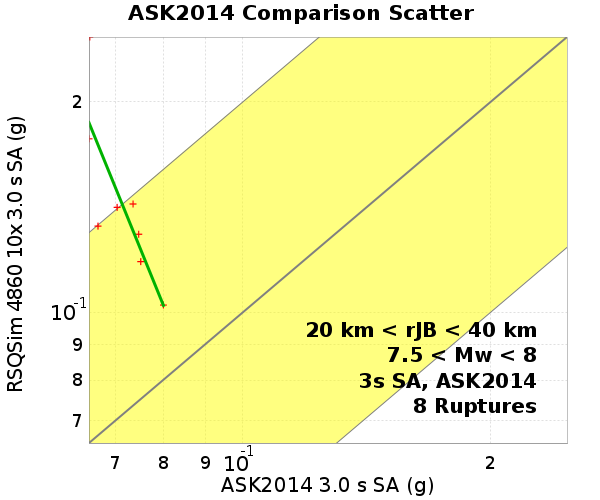 ASK2014 Comparison Scatter
RSQSim 4860 10x 3.0 s SA (g)
2
10-1
9
8
7
20 km < rJB < 40 km
7.5 < Mw < 8
3s SA, ASK2014
8 Ruptures
7 8 9 10-1 2
ASK2014 3.0 s SA (g)